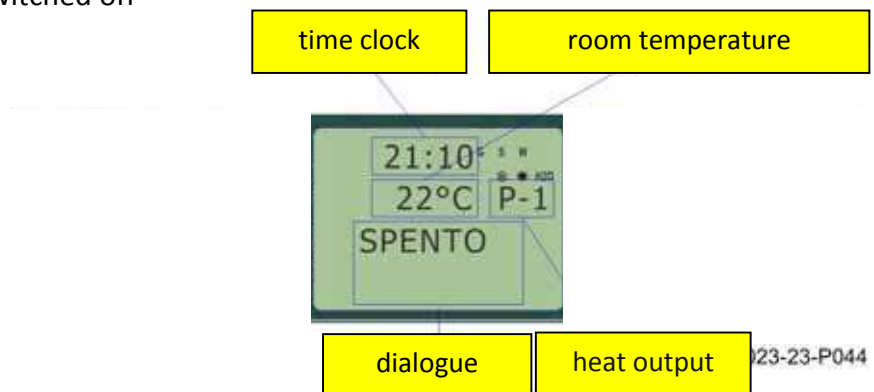 witched on
time clock room temperature
21:10
22°C P-1
SPENTO
dialogue heat output
023-23-P044